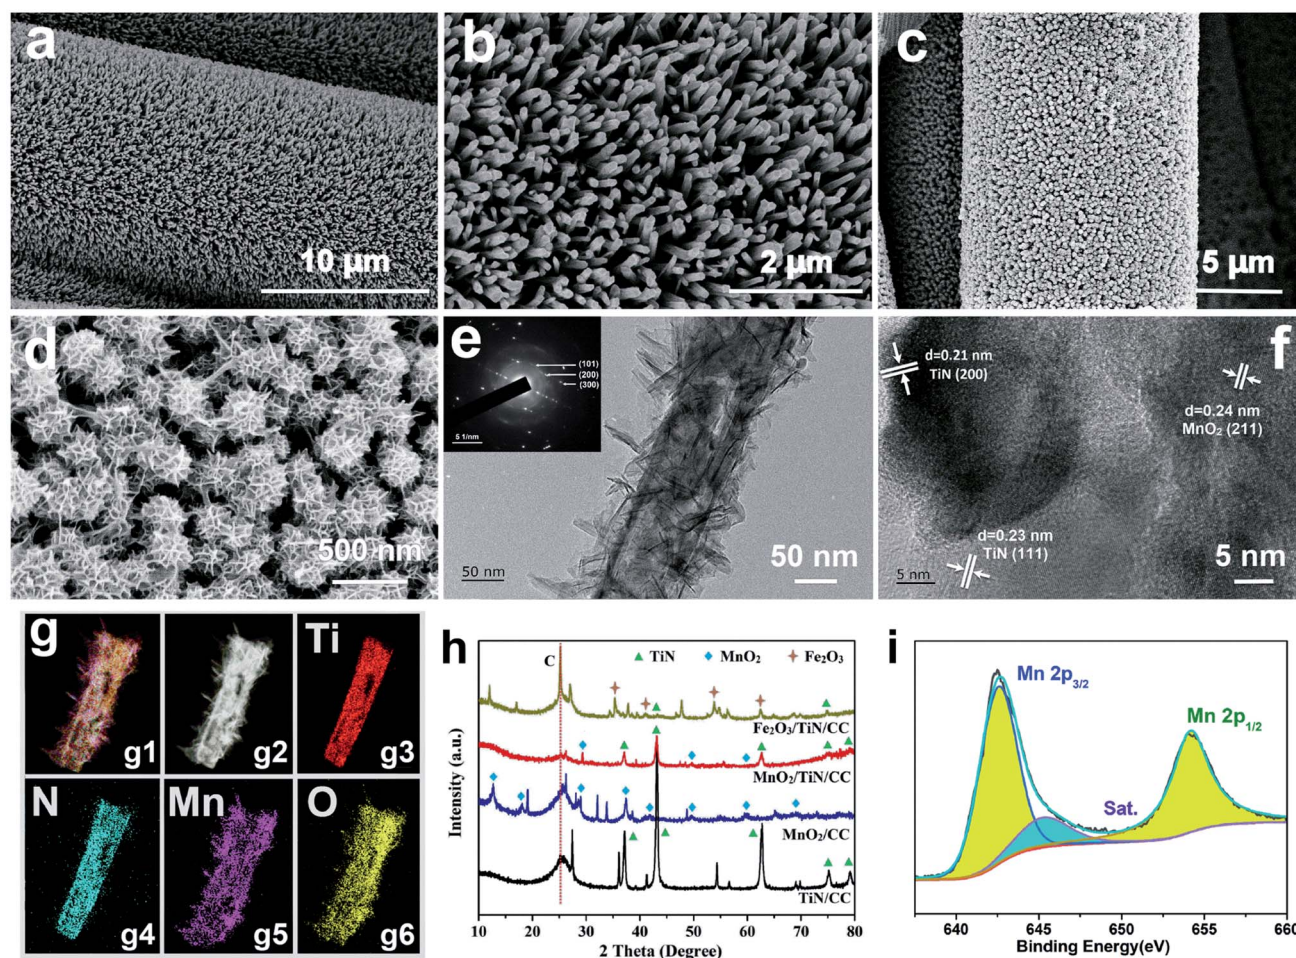 a
10 µm
b
2 µm
c
5 µm
d
500 nm
e
(101)
(200)
(300)
5 1/nm
50 nm
50 nm
f
d=0.21 nm
TiN (200)
d=0.24 nm
MnO₂ (211)
d=0.23 nm
TiN (111)
5 nm
5 nm
g
g1
g2
Ti
g3
N
g4
Mn
g5
O
g6
h
C
TiN
MnO₂
Fe₂O₃
Fe₂O₃/TiN/CC
MnO₂/TiN/CC
MnO₂/CC
TiN/CC
Intensity (a.u.)
10 20 30 40 50 60 70 80
2 Theta (Degree)
i
Mn 2p₃/₂
Mn 2p₁/₂
Sat.
640 645 650 655 660
Binding Energy(eV)